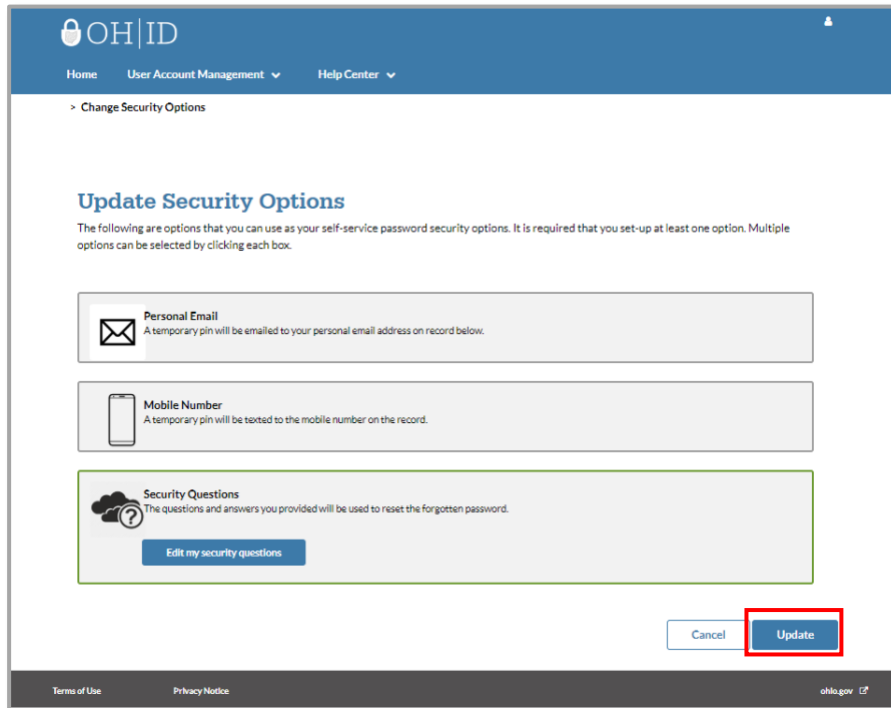 OH|ID
Home User Account Management Help Center
> Change Security Options
Update Security Options
The following are options that you can use as your self-service password security options. It is required that you set-up at least one option. Multiple
options can be selected by clicking each box.
Personal Email
A temporary pin will be emailed to your personal email address on record below.
Mobile Number
A temporary pin will be texted to the mobile number on the record.
Security Questions
The questions and answers you provided will be used to reset the forgotten password.
Edit my security questions
Cancel Update
Terms of Use Privacy Notice ohio.gov